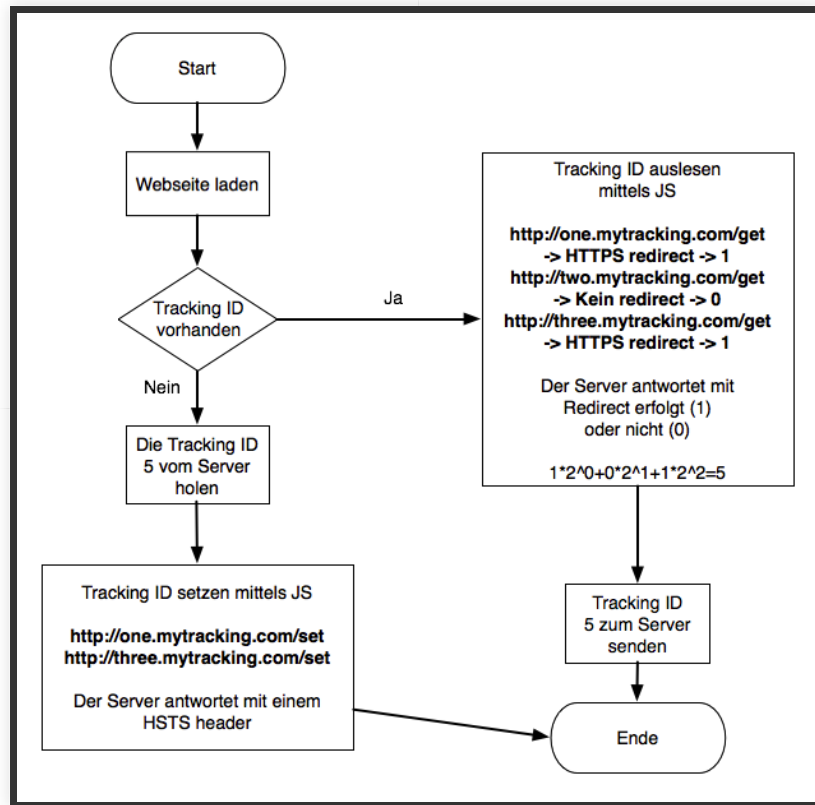 Start
Webseite laden
Tracking ID
vorhanden
Ja
Nein
Die Tracking ID
5 vom Server
holen
Tracking ID setzen mittels JS
http://one.mytracking.com/set
http://three.mytracking.com/set
Der Server antwortet mit einem
HSTS header
Tracking ID auslesen
mittels JS
http://one.mytracking.com/get
-> HTTPS redirect -> 1
http://two.mytracking.com/get
-> Kein redirect -> 0
http://three.mytracking.com/get
-> HTTPS redirect -> 1
Der Server antwortet mit
Redirect erfolgt (1)
oder nicht (0)
1*2^0+0*2^1+1*2^2=5
Tracking ID
5 zum Server
senden
Ende